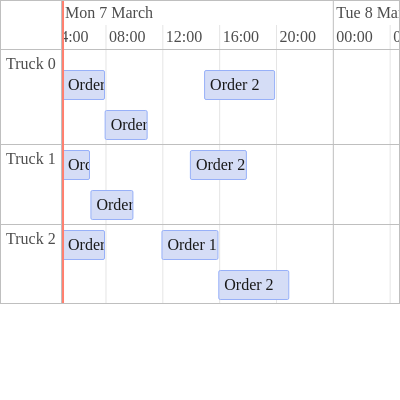 Mon 7 March
Tue 8 Ma
4:00 08:00 12:00 16:00 20:00 00:00
Truck 0
Order
Order 2
Order
Truck 1
Ord
Order 2
Order
Truck 2
Order
Order 1
Order 2